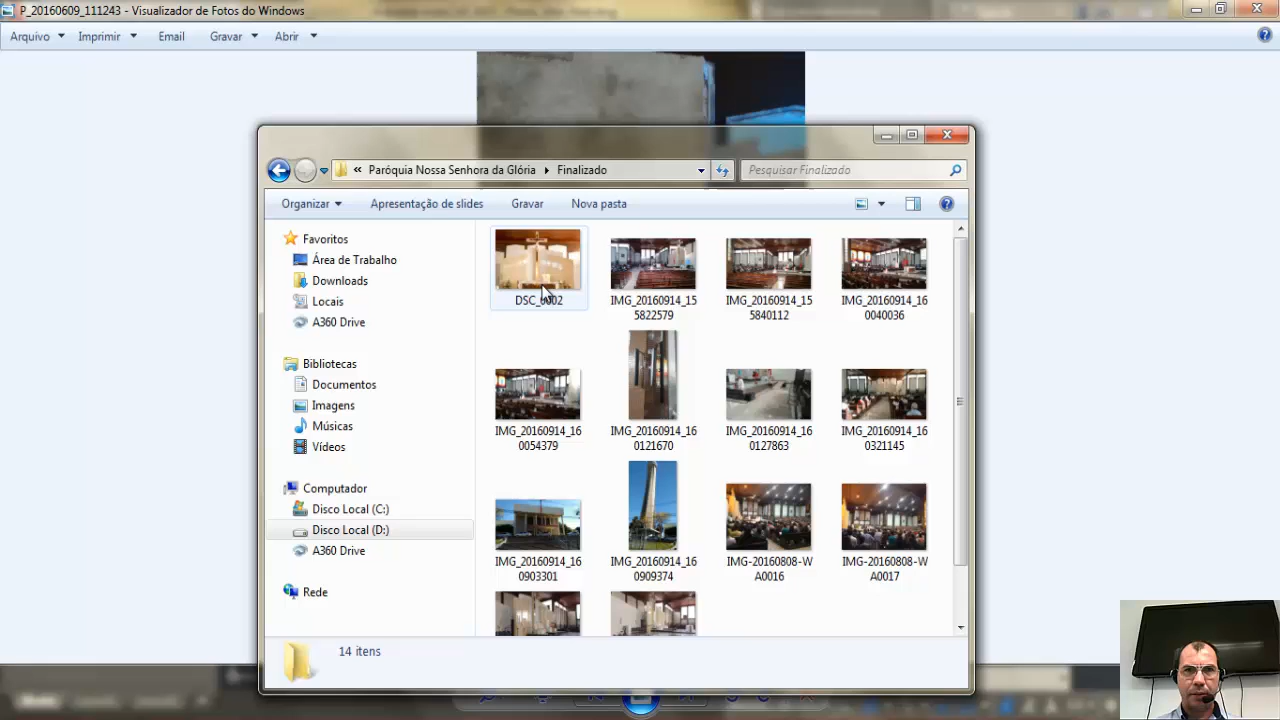 P_20160609_111243 - Visualizador de Fotos do Windows
Arquivo Imprimir Email Gravar Abrir
« Paróquia Nossa Senhora da Glória Finalizado Pesquisar Finalizado
Organizar Apresentação de slides Gravar Nova pasta
Favoritos
Área de Trabalho
Downloads
Locais
A360 Drive
Bibliotecas
Documentos
Imagens
Músicas
Vídeos
Computador
Disco Local (C:)
Disco Local (D:)
A360 Drive
Rede
DSC_0002
IMG_20160914_15
5822579
IMG_20160914_15
5840112
IMG_20160914_16
0040036
IMG_20160914_16
0054379
IMG_20160914_16
0121670
IMG_20160914_16
0127863
IMG_20160914_16
0321145
IMG_20160914_16
0903301
IMG_20160914_16
0909374
IMG-20160808-W
A0016
IMG-20160808-W
A0017
14 itens